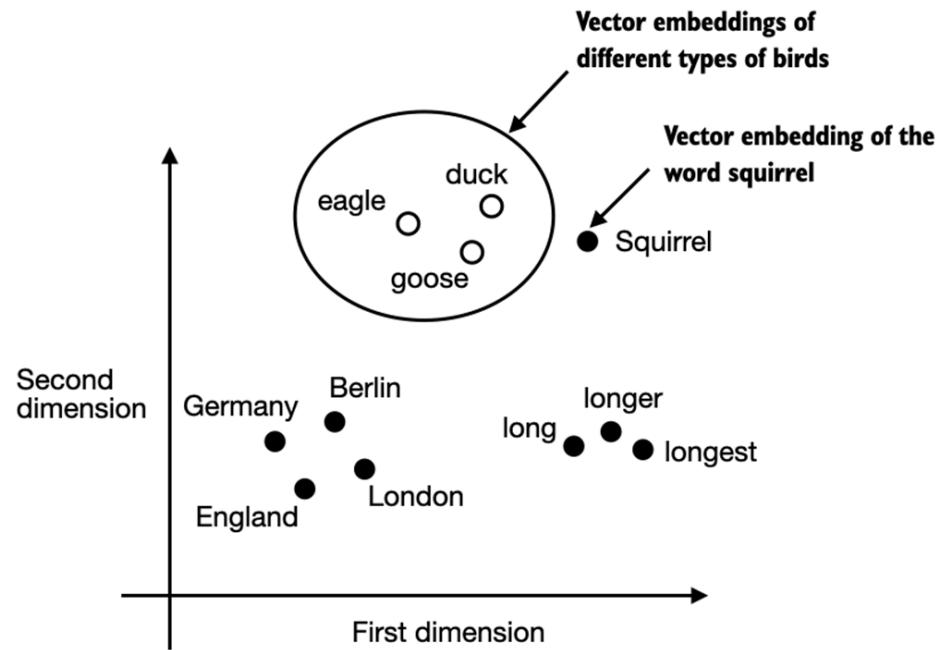 Vector embeddings of
different types of birds
Vector embedding of the
word squirrel
duck
eagle
goose
Squirrel
Second
dimension
Berlin
Germany
England
London
longer
long
longest
First dimension